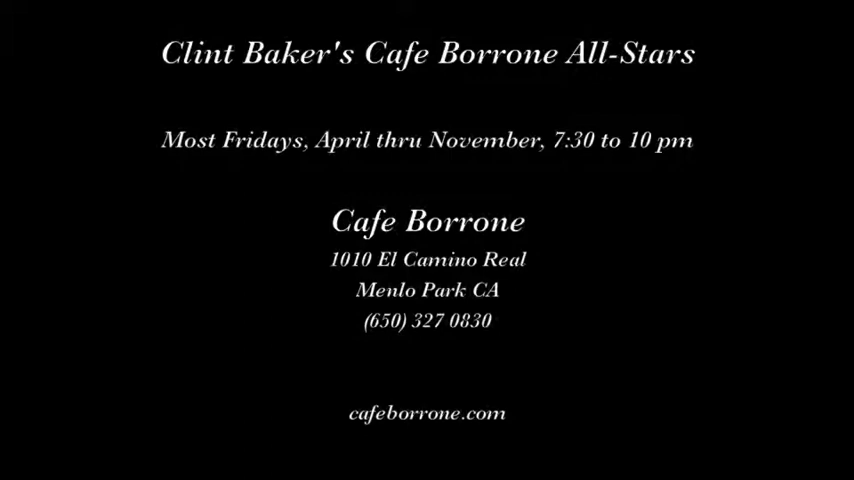 Clint Baker's Cafe Borrone All-Stars
Most Fridays, April thru November, 7:30 to 10 pm
Cafe Borrone
1010 El Camino Real
Menlo Park CA
(650) 327 0830
cafeborrone.com